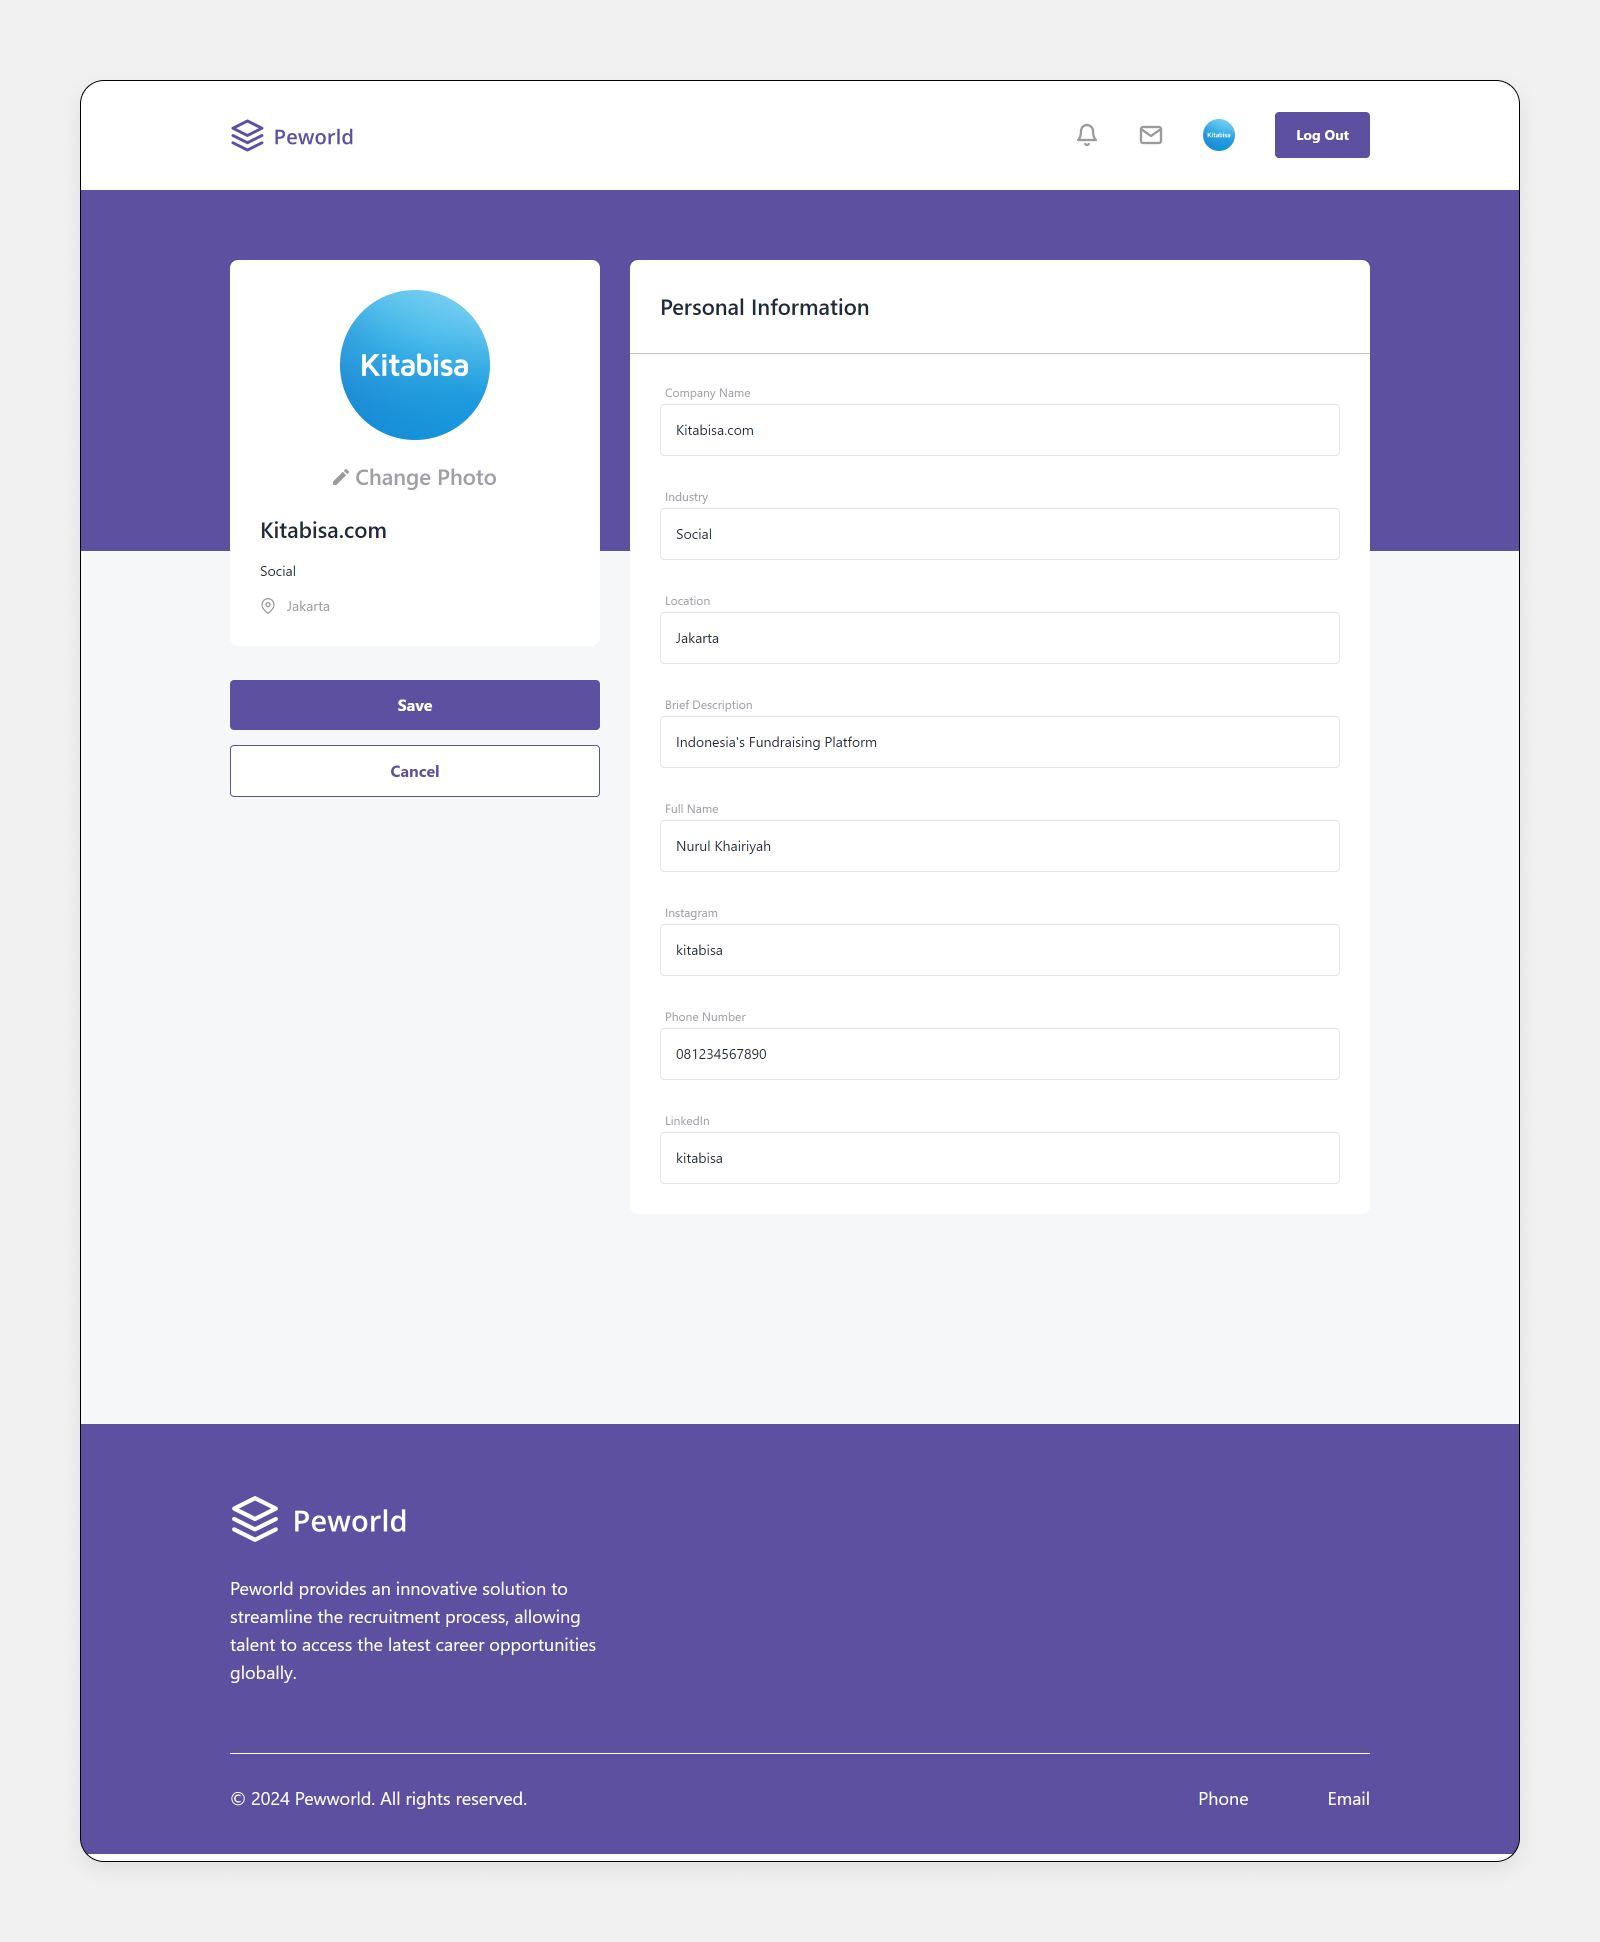 Peworld
Kitabisa
Log Out
Kitabisa
Change Photo
Kitabisa.com
Social
Jakarta
Save
Cancel
Personal Information
Company Name
Kitabisa.com
Industry
Social
Location
Jakarta
Brief Description
Indonesia's Fundraising Platform
Full Name
Nurul Khairiyah
Instagram
kitabisa
Phone Number
081234567890
LinkedIn
kitabisa
Peworld
Peworld provides an innovative solution to
streamline the recruitment process, allowing
talent to access the latest career opportunities
globally.
© 2024 Pewworld. All rights reserved.
Phone
Email